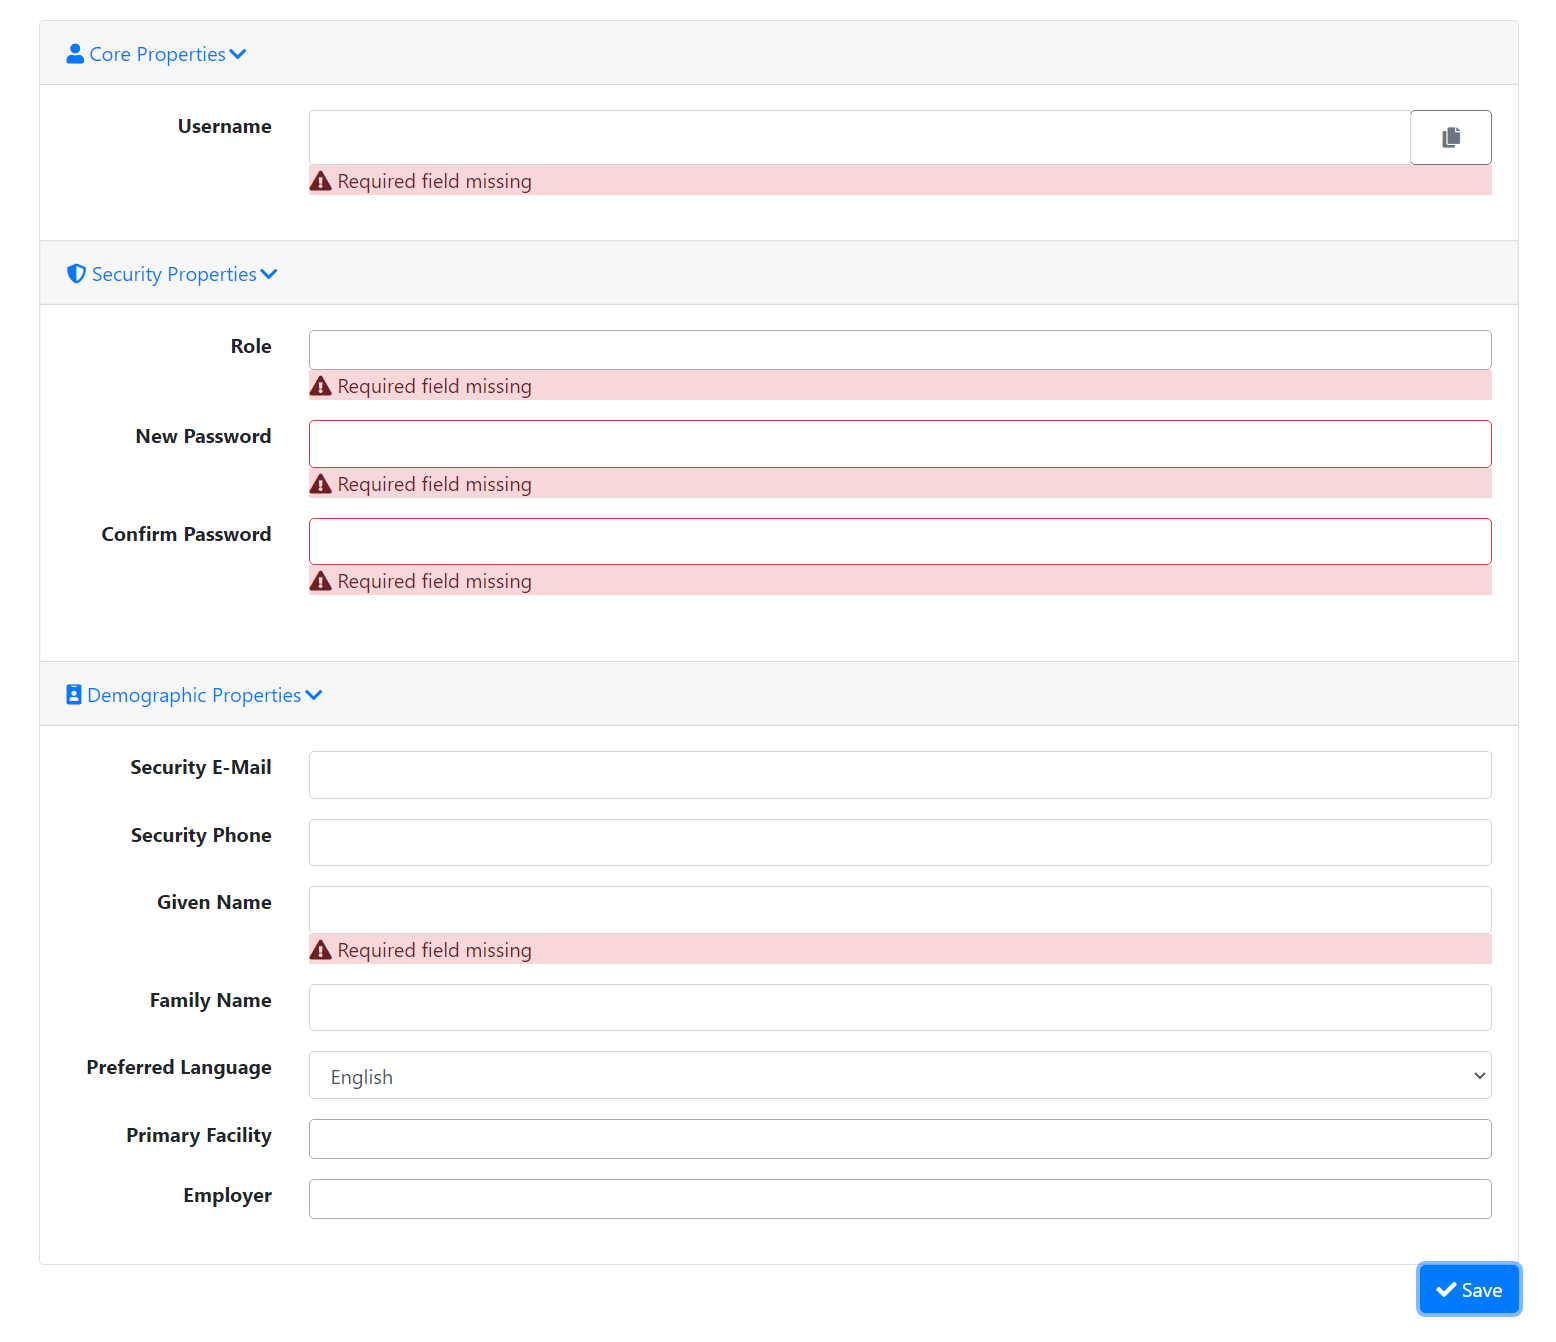 Core Properties
Username
Required field missing
Security Properties
Role
Required field missing
New Password
Required field missing
Confirm Password
Required field missing
Demographic Properties
Security E-Mail
Security Phone
Given Name
Required field missing
Family Name
Preferred Language
English
Primary Facility
Employer
Save